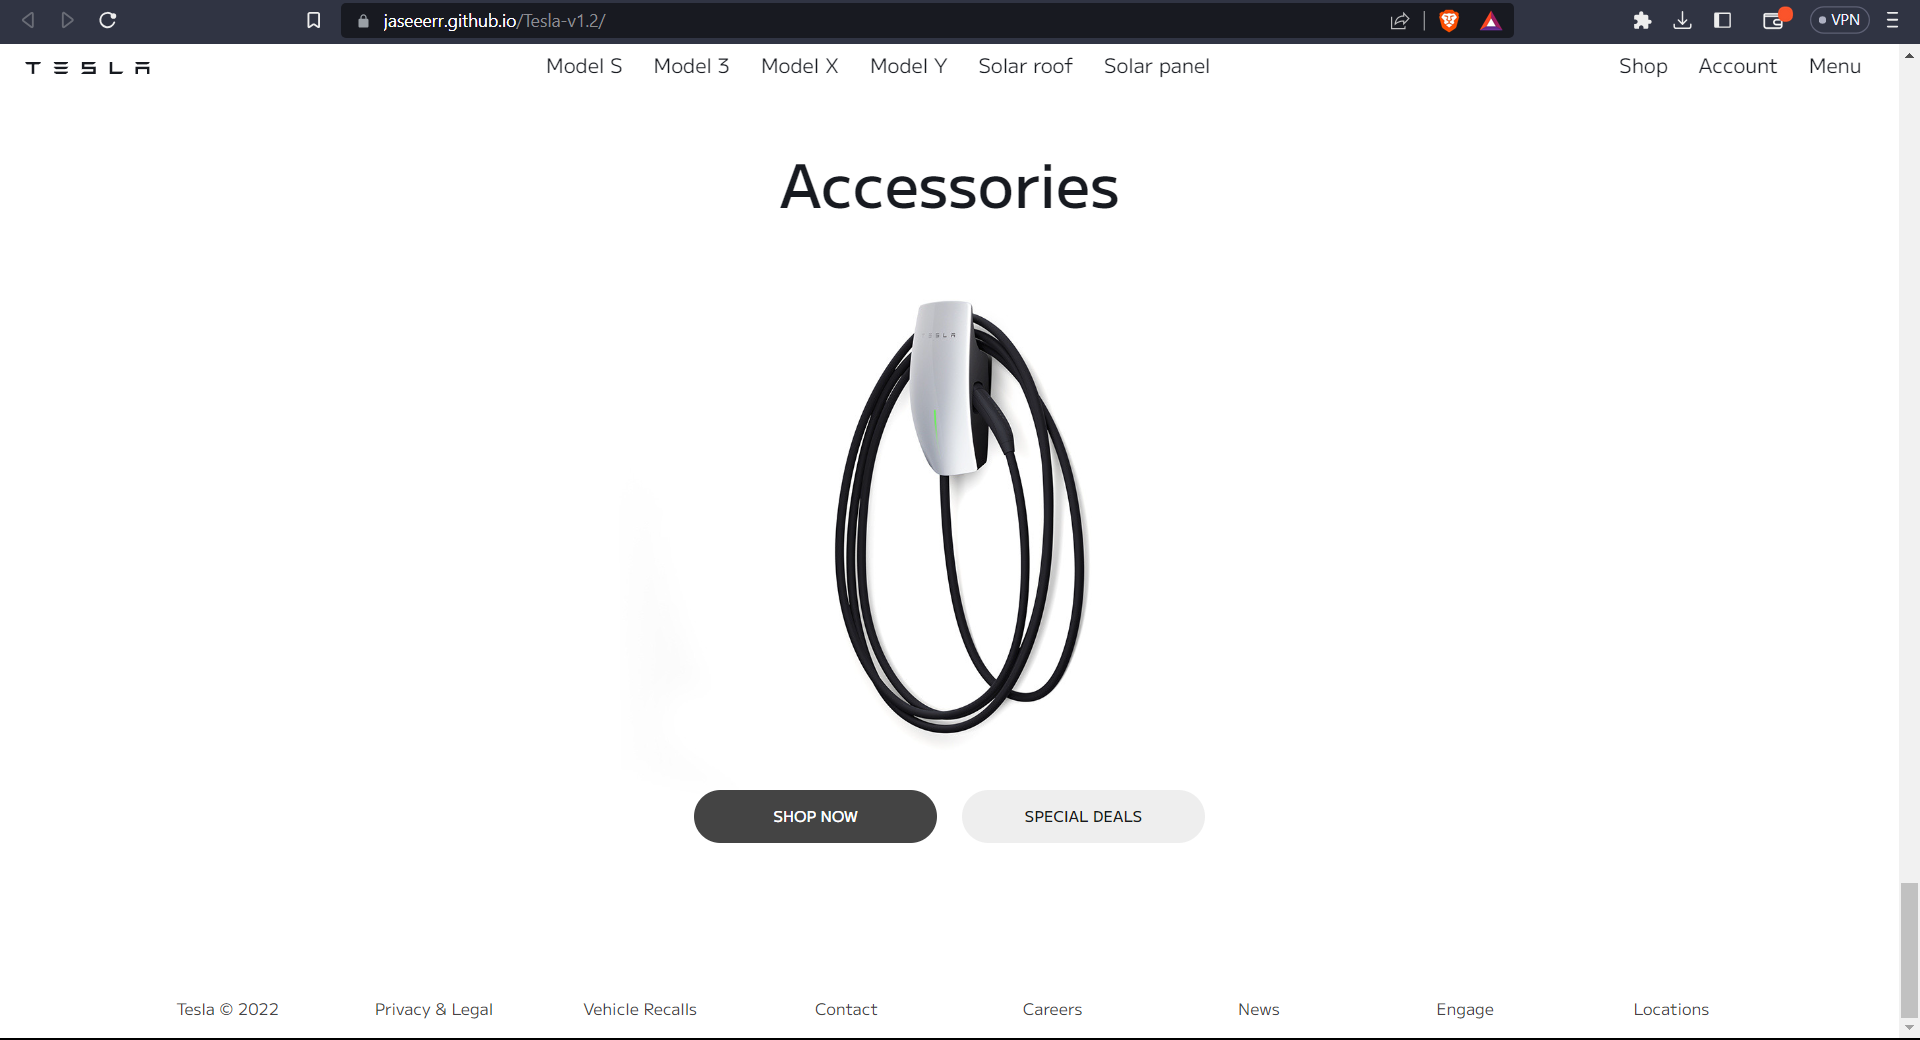 jaseeerr.github.io/Tesla-v1.2/
VPN
TESLA
Model S
Model 3
Model X
Model Y
Solar roof
Solar panel
Shop
Account
Menu
Accessories
TESLA
SHOP NOW
SPECIAL DEALS
Tesla © 2022
Privacy & Legal
Vehicle Recalls
Contact
Careers
News
Engage
Locations